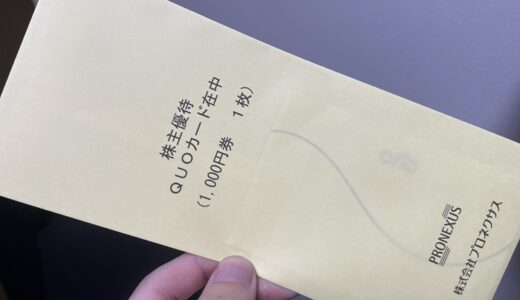 株主優待
QUOカード在中
(1,000円券 1枚)
PRONEXUS
株式会社プロネクサス